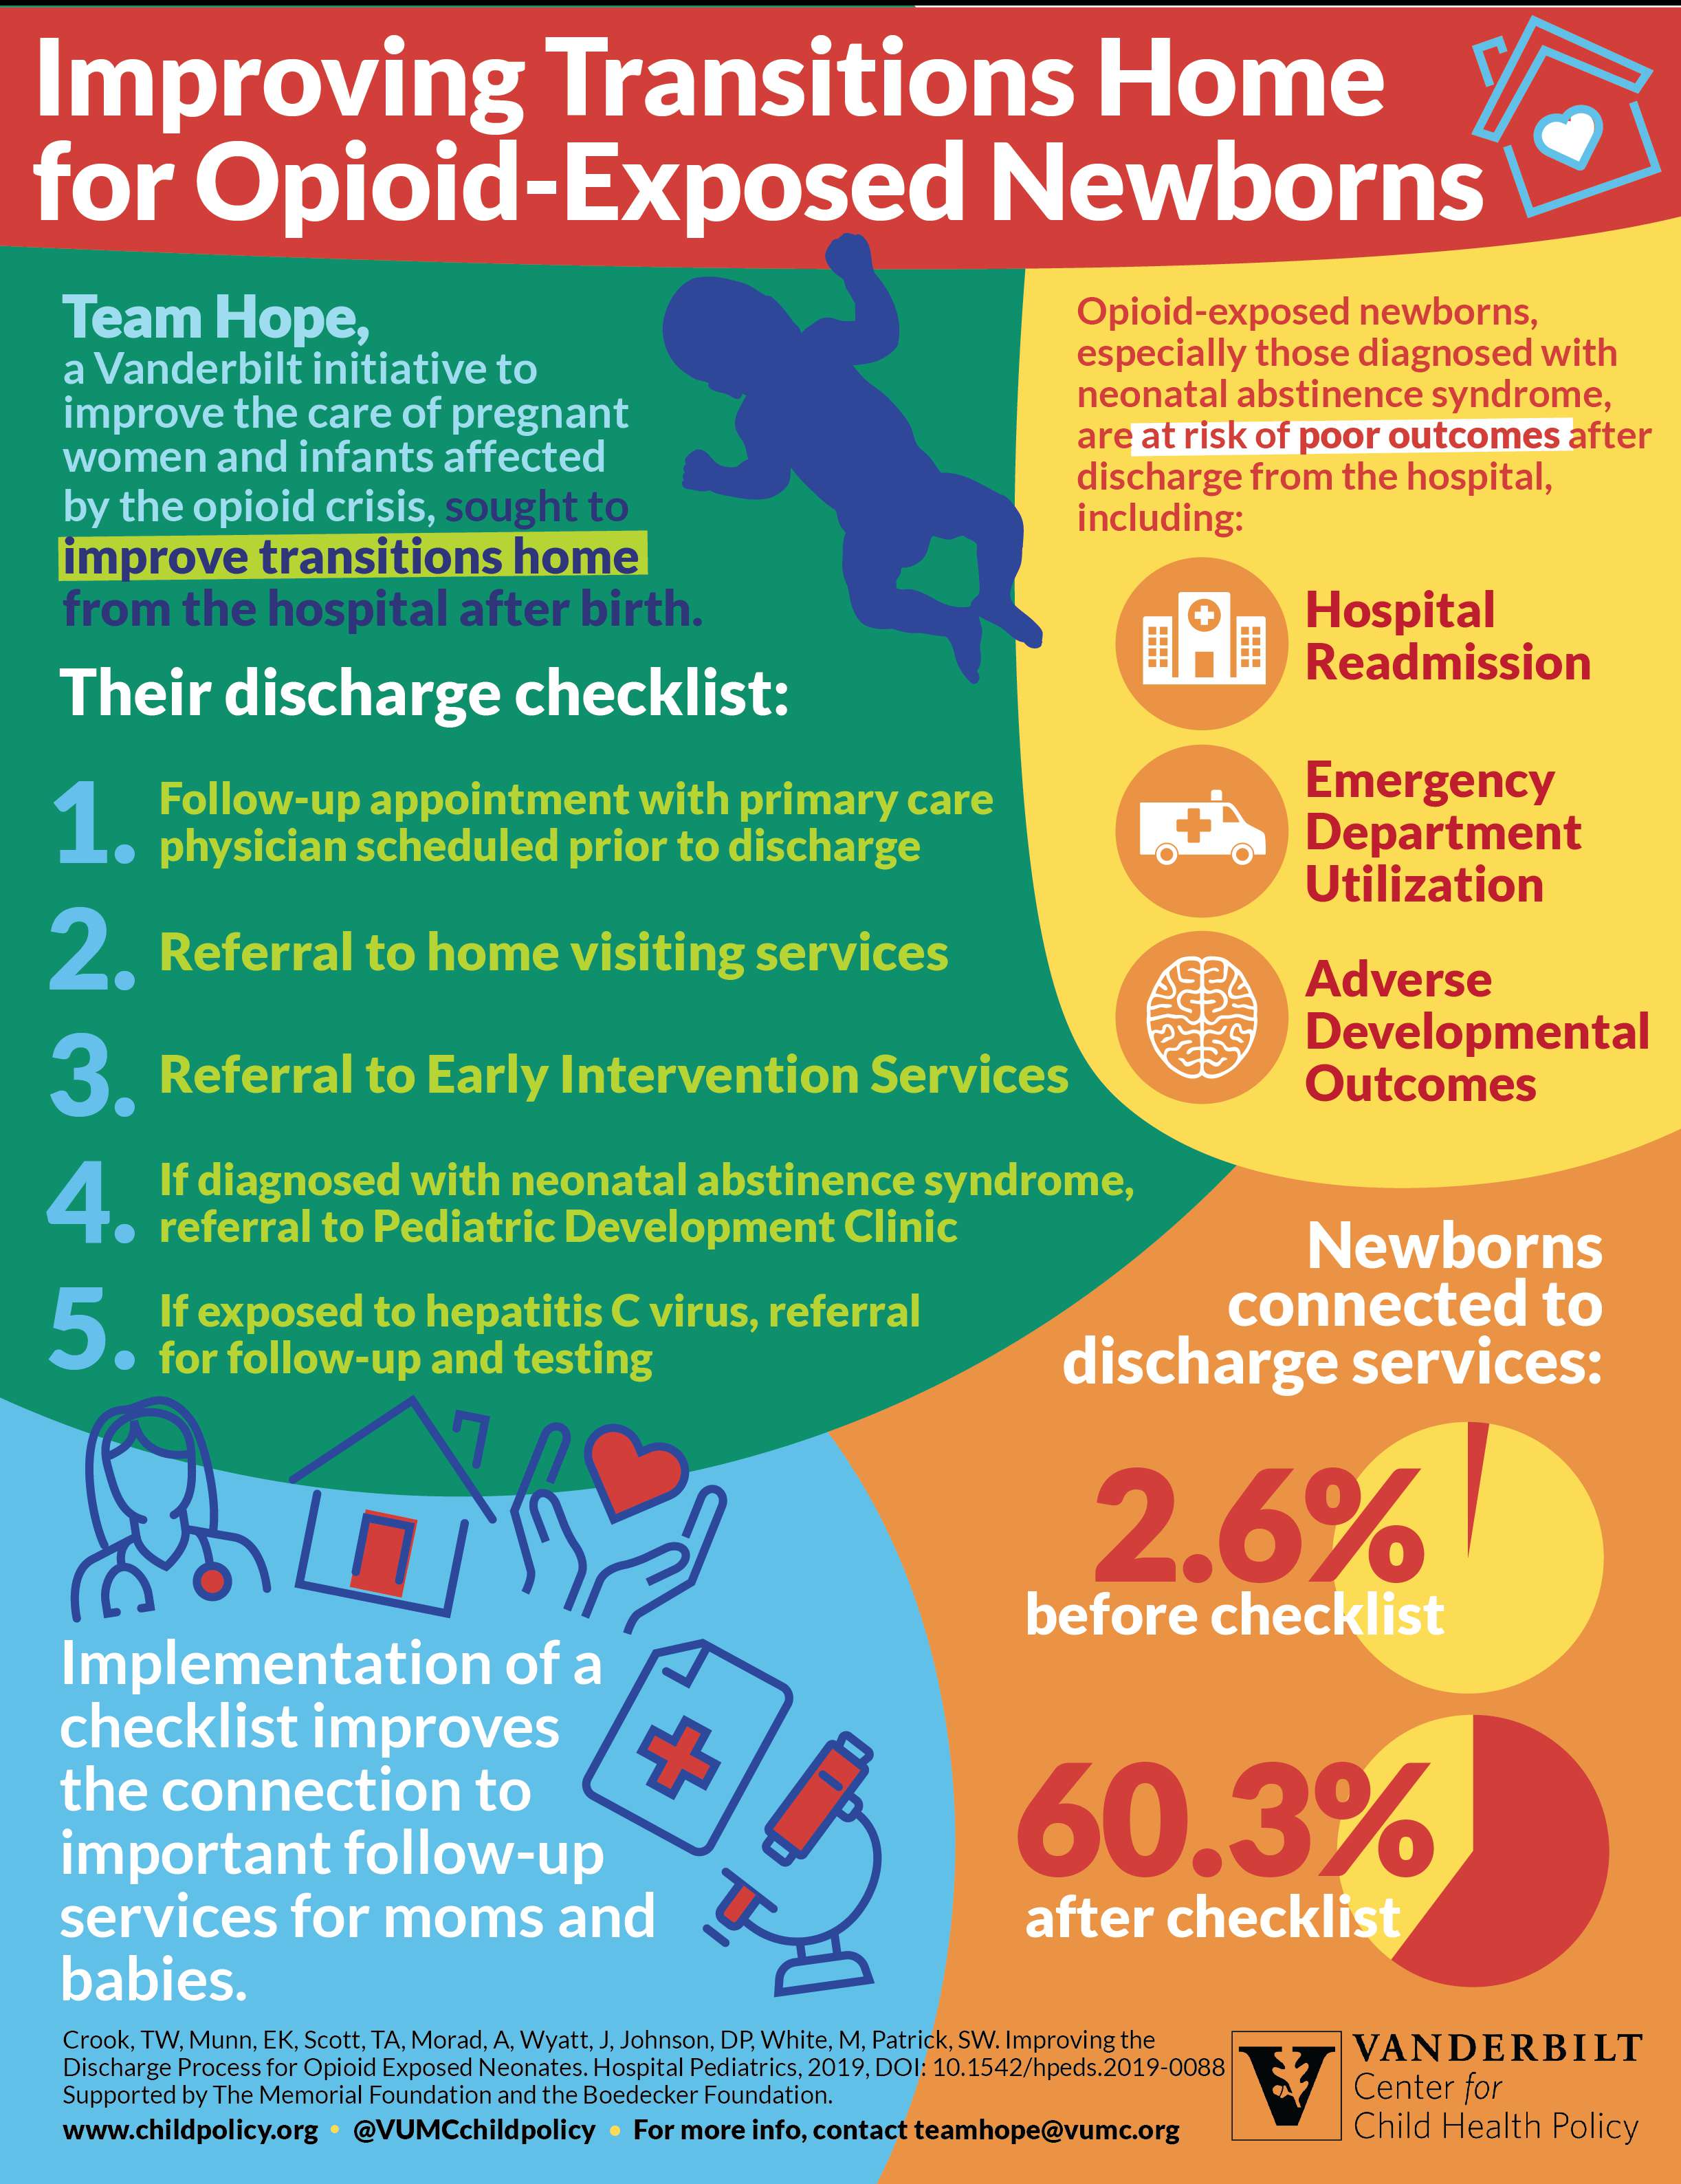 Improving Transitions Home
for Opioid-Exposed Newborns
Team Hope,
a Vanderbilt initiative to
improve the care of pregnant
women and infants affected
by the opioid crisis, sought to
improve transitions home
from the hospital after birth.
Their discharge checklist:
1. Follow-up appointment with primary care
physician scheduled prior to discharge
2. Referral to home visiting services
3. Referral to Early Intervention Services
4. If diagnosed with neonatal abstinence syndrome,
referral to Pediatric Development Clinic
5. If exposed to hepatitis C virus, referral
for follow-up and testing
Opioid-exposed newborns,
especially those diagnosed with
neonatal abstinence syndrome,
are at risk of poor outcomes after
discharge from the hospital,
including:
Hospital
Readmission
Emergency
Department
Utilization
Adverse
Developmental
Outcomes
Newborns
connected to
discharge services:
2.6%
before checklist
60.3%
after checklist
Implementation of a
checklist improves
the connection to
important follow-up
services for moms and
babies.
Crook, TW, Munn, EK, Scott, TA, Morad, A, Wyatt, J, Johnson, DP, White, M, Patrick, SW. Improving the
Discharge Process for Opioid Exposed Neonates. Hospital Pediatrics, 2019, DOI: 10.1542/hpeds.2019-0088
Supported by The Memorial Foundation and the Boedecker Foundation.
www.childpolicy.org • @VUMCchildpolicy • For more info, contact teamhope@vumc.org
V
VANDERBILT
Center for
Child Health Policy